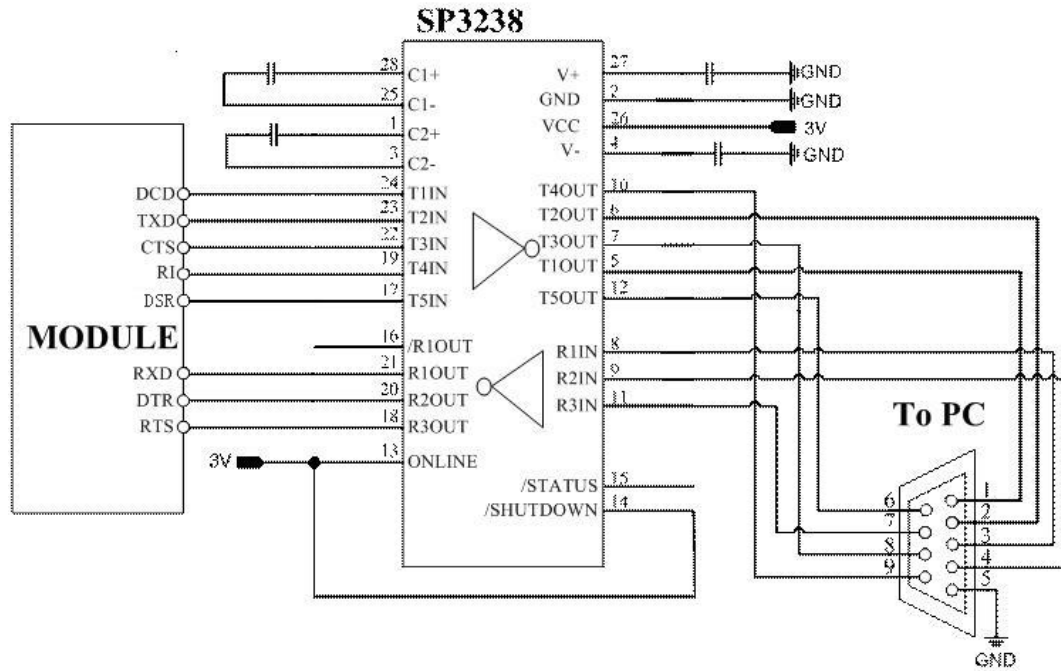 SP3238
28
C1+
25
C1-
1
C2+
3
C2-
24
T1IN
23
T2IN
22
T3IN
19
T4IN
17
T5IN
16
/R1OUT
21
R1OUT
20
R2OUT
18
R3OUT
13
ONLINE
V+
27
GND
GND
2
GND
VCC
26
3V
V-
4
GND
T4OUT
10
T2OUT
6
T3OUT
7
T1OUT
5
T5OUT
12
R1IN
8
R2IN
9
R3IN
11
/STATUS
15
/SHUTDOWN
14
DCD
TXD
CTS
RI
DSR
MODULE
RXD
DTR
RTS
3V
To PC
6
7
8
9
1
2
3
4
5
GND